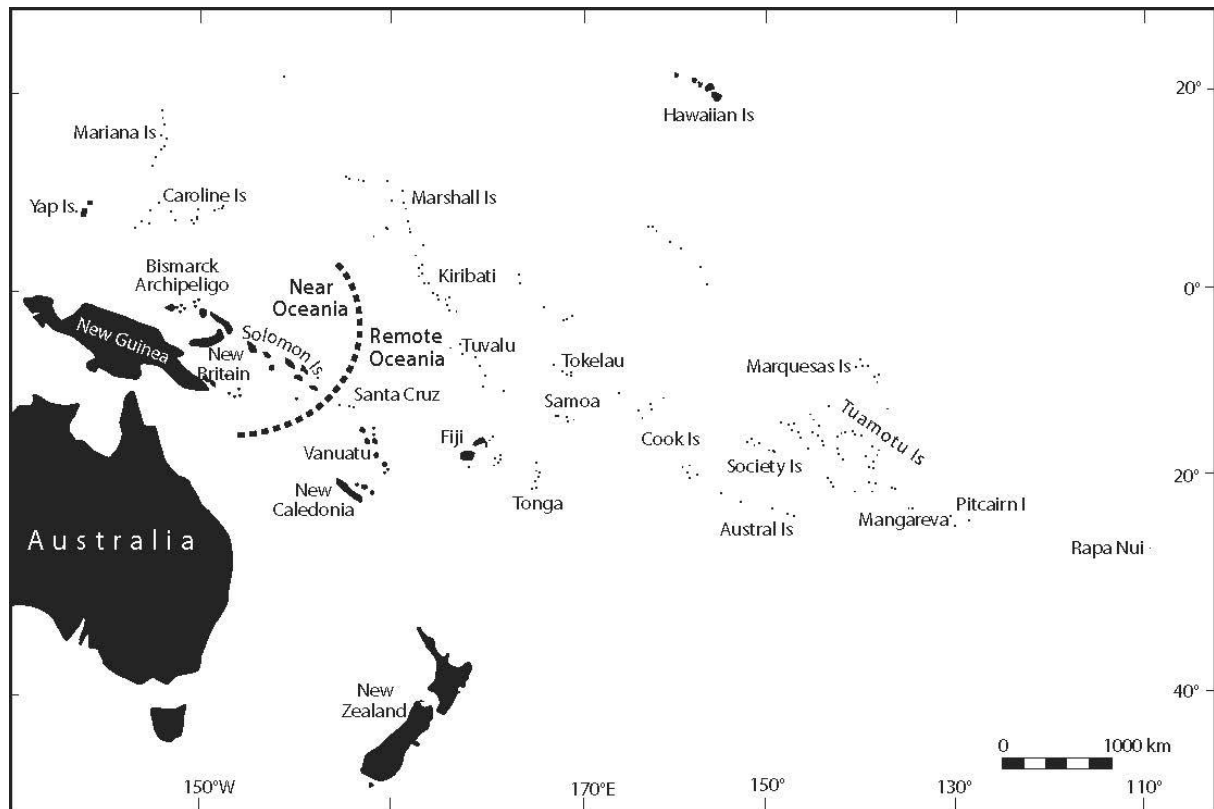 20°
Hawaiian Is
Mariana Is
Caroline Is
Marshall Is
Yap Is.
Bismarck
Archipeligo
Near
Oceania
Kiribati
0°
New Guinea
Solomon Is
Remote
Oceania
New
Britain
Tuvalu
Tokelau
Marquesas Is
Santa Cruz
Samoa
Tuamotu Is
Fiji
Cook Is
Vanuatu
Society Is
20°
New
Caledonia
Tonga
Pitcairn I
Mangareva
Austral Is
Australia
Rapa Nui
New
Zealand
40°
0 1000 km
150°W
170°E
150°
130°
110°